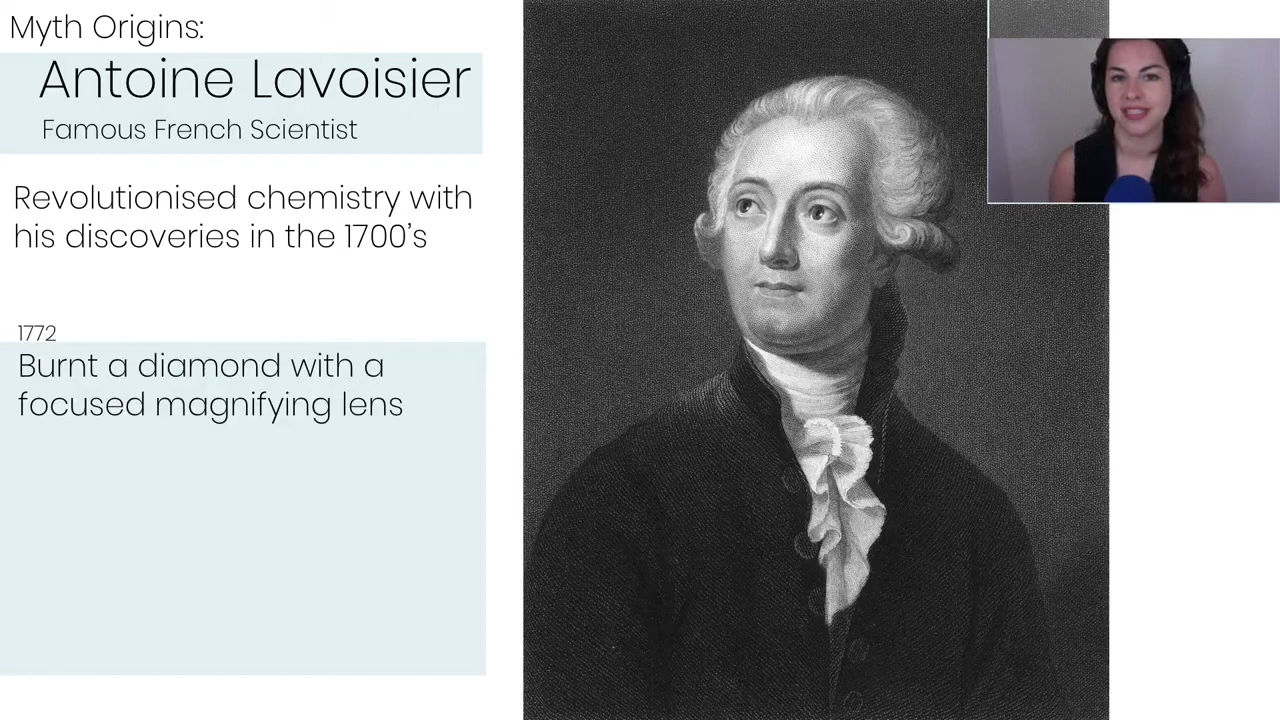 Myth Origins:
Antoine Lavoisier
Famous French Scientist
Revolutionised chemistry with
his discoveries in the 1700's
1772
Burnt a diamond with a
focused magnifying lens